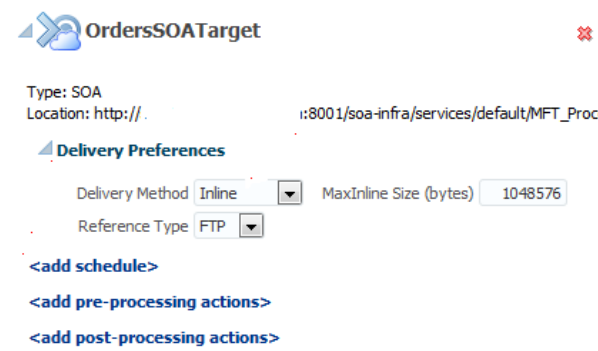 OrdersSOATarget
Type: SOA
Location: http:// :8001/soa-infra/services/default/MFT_Proc
Delivery Preferences
Delivery Method Inline MaxInline Size (bytes) 1048576
Reference Type FTP
<add schedule>
<add pre-processing actions>
<add post-processing actions>